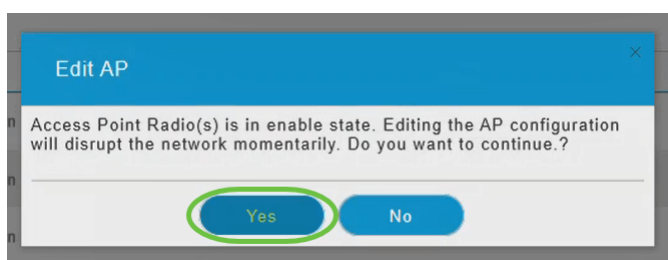 Edit AP
n Access Point Radio(s) is in enable state. Editing the AP configuration
will disrupt the network momentarily. Do you want to continue.?
n
Yes No
n